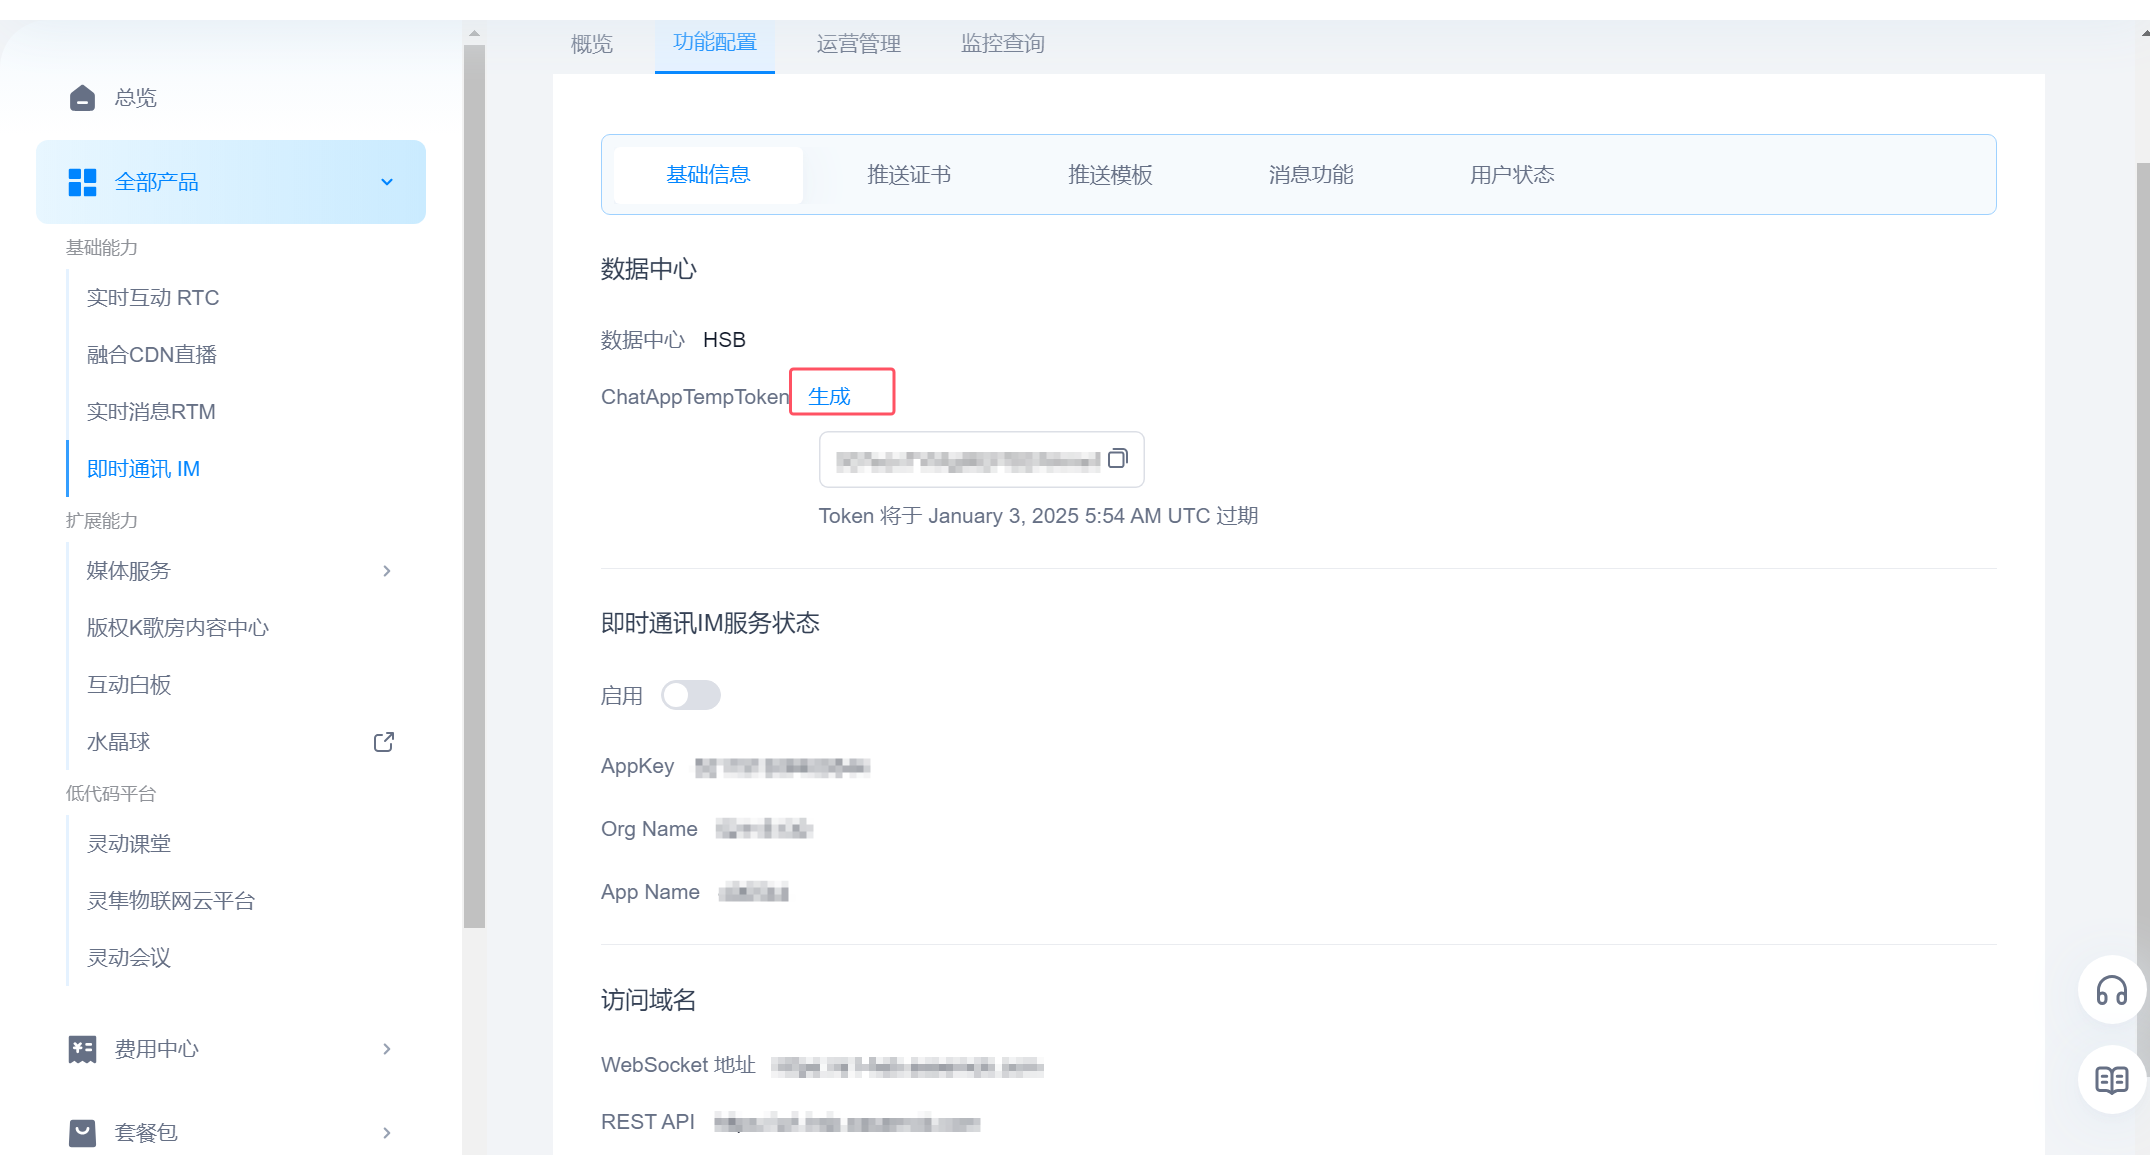 概览
功能配置
运营管理
监控查询
总览
全部产品
基础能力
实时互动 RTC
融合CDN直播
实时消息RTM
即时通讯 IM
扩展能力
媒体服务
版权K歌房内容中心
互动白板
水晶球
低代码平台
灵动课堂
灵隼物联网云平台
灵动会议
费用中心
套餐包
基础信息
推送证书
推送模板
消息功能
用户状态
数据中心
数据中心 HSB
ChatAppTempToken 生成
Token 将于 January 3, 2025 5:54 AM UTC 过期
即时通讯IM服务状态
启用
AppKey
Org Name
App Name
访问域名
WebSocket 地址
REST API